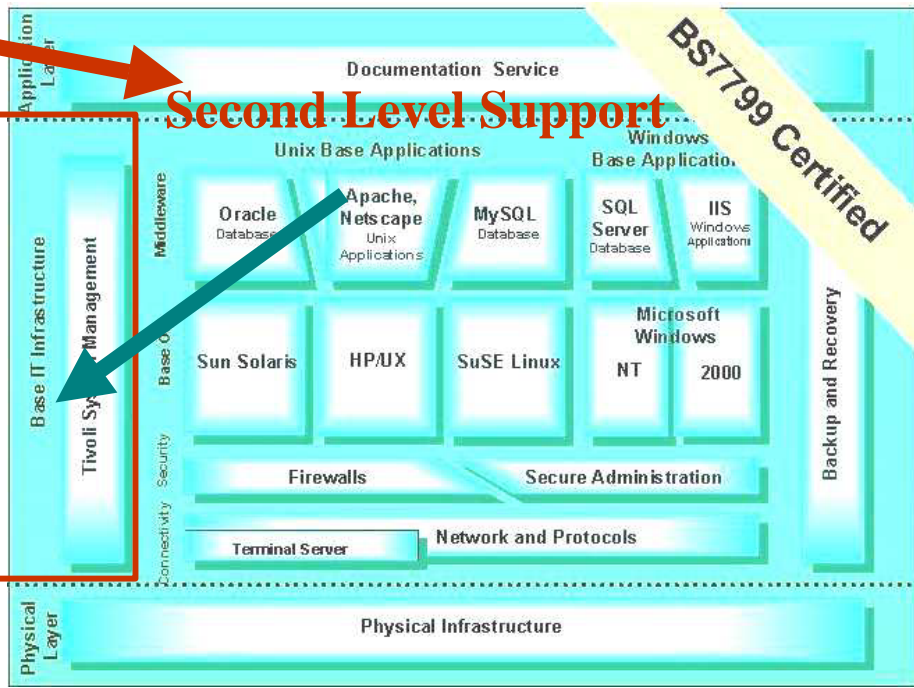 Application
Layer
Documentation Service
BS7799 Certified
Second Level Support
Unix Base Applications
Windows
Base
Middleware
Oracle
Database
Apache,
Netscape
Unix
Applications
MySQL
Database
SQL
Server
Database
IIS
Windows
Applications
Base IT Infrastructure
Tivoli Management
Base
Sun Solaris
HP/UX
SuSE Linux
Microsoft
Windows
NT
2000
Backup and Recovery
Security
Firewalls
Secure Administration
Connectivity
Terminal Server
Network and Protocols
Physical
Layer
Physical Infrastructure